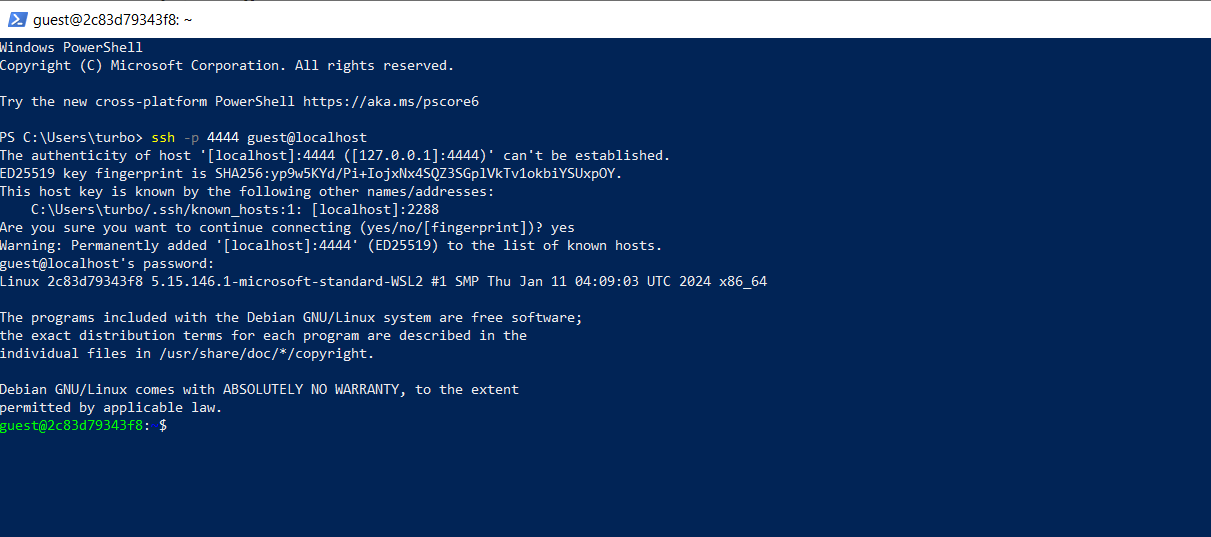 guest@2c83d79343f8: ~
Windows PowerShell
Copyright (C) Microsoft Corporation. All rights reserved.
Try the new cross-platform PowerShell https://aka.ms/pscore6
PS C:\Users\turbo> ssh -p 4444 guest@localhost
The authenticity of host '[localhost]:4444 ([127.0.0.1]:4444)' can't be established.
ED25519 key fingerprint is SHA256:yp9w5KYd/Pi+IojxNx4SQZ3SGplVkTv1okbiYSUxpOY.
This host key is known by the following other names/addresses:
    C:\Users\turbo/.ssh/known_hosts:1: [localhost]:2288
Are you sure you want to continue connecting (yes/no/[fingerprint])? yes
Warning: Permanently added '[localhost]:4444' (ED25519) to the list of known hosts.
guest@localhost's password:
Linux 2c83d79343f8 5.15.146.1-microsoft-standard-WSL2 #1 SMP Thu Jan 11 04:09:03 UTC 2024 x86_64
The programs included with the Debian GNU/Linux system are free software;
the exact distribution terms for each program are described in the
individual files in /usr/share/doc/*/copyright.
Debian GNU/Linux comes with ABSOLUTELY NO WARRANTY, to the extent
permitted by applicable law.
guest@2c83d79343f8: $